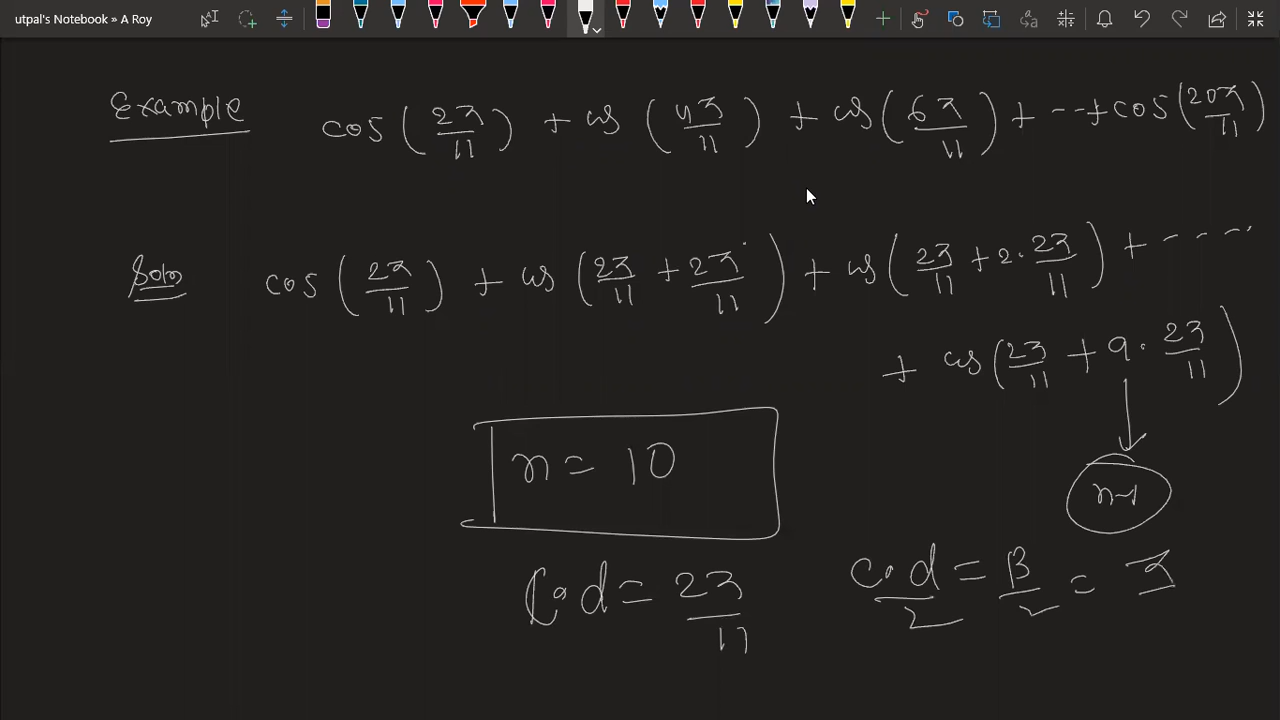 utpal's Notebook » A Roy
Example cos(2π/11) + cos(4π/11) + cos(6π/11) + --+ cos(20π/11)
Soln cos(2π/11) + cos(2π/11 + 2π/11) + cos(2π/11 + 2·2π/11) + -----
+ cos(2π/11 + 9·2π/11)
n = 10
n-1
C.d = 2π/11
c.d/2 = β/2 = π